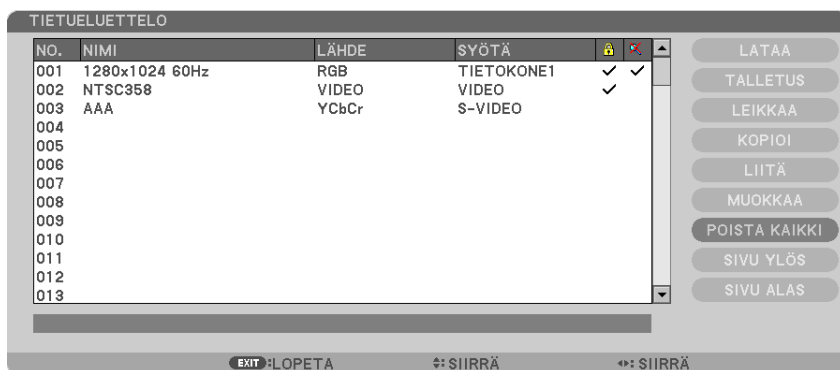 TIETUELUETTELO
NO. NIMI LÄHDE SYÖTÄ
001 1280x1024 60Hz RGB TIETOKONE1 ✓ ✓
002 NTSC358 VIDEO VIDEO ✓
003 AAA YCbCr S-VIDEO
004
005
006
007
008
009
010
011
012
013
LATAA
TALLETUS
LEIKKAA
KOPIOI
LIITÄ
MUOKKAA
POISTA KAIKKI
SIVU YLÖS
SIVU ALAS
EXIT :LOPETA :SIIRRÄ :SIIRRÄ